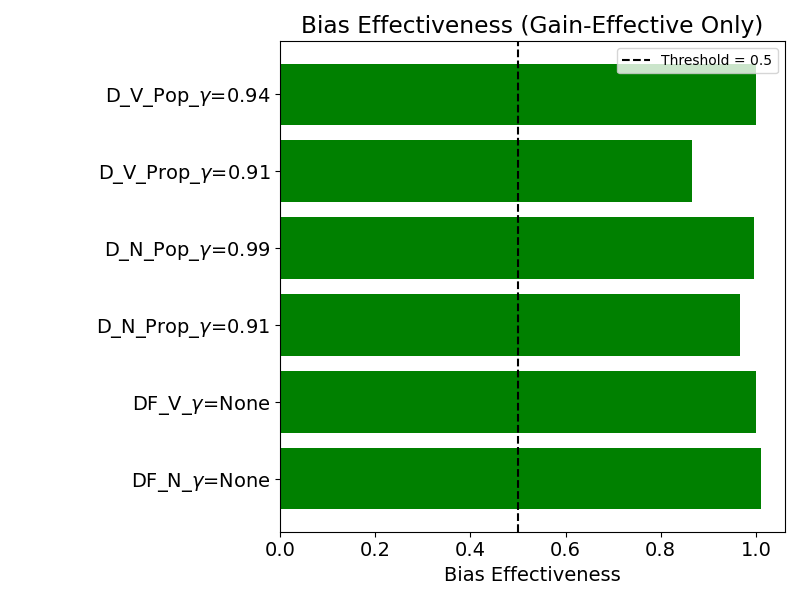 Bias Effectiveness (Gain-Effective Only)
Threshold = 0.5
D_V_Pop_γ=0.94
D_V_Prop_γ=0.91
D_N_Pop_γ=0.99
D_N_Prop_γ=0.91
DF_V_γ=None
DF_N_γ=None
0.0 0.2 0.4 0.6 0.8 1.0
Bias Effectiveness